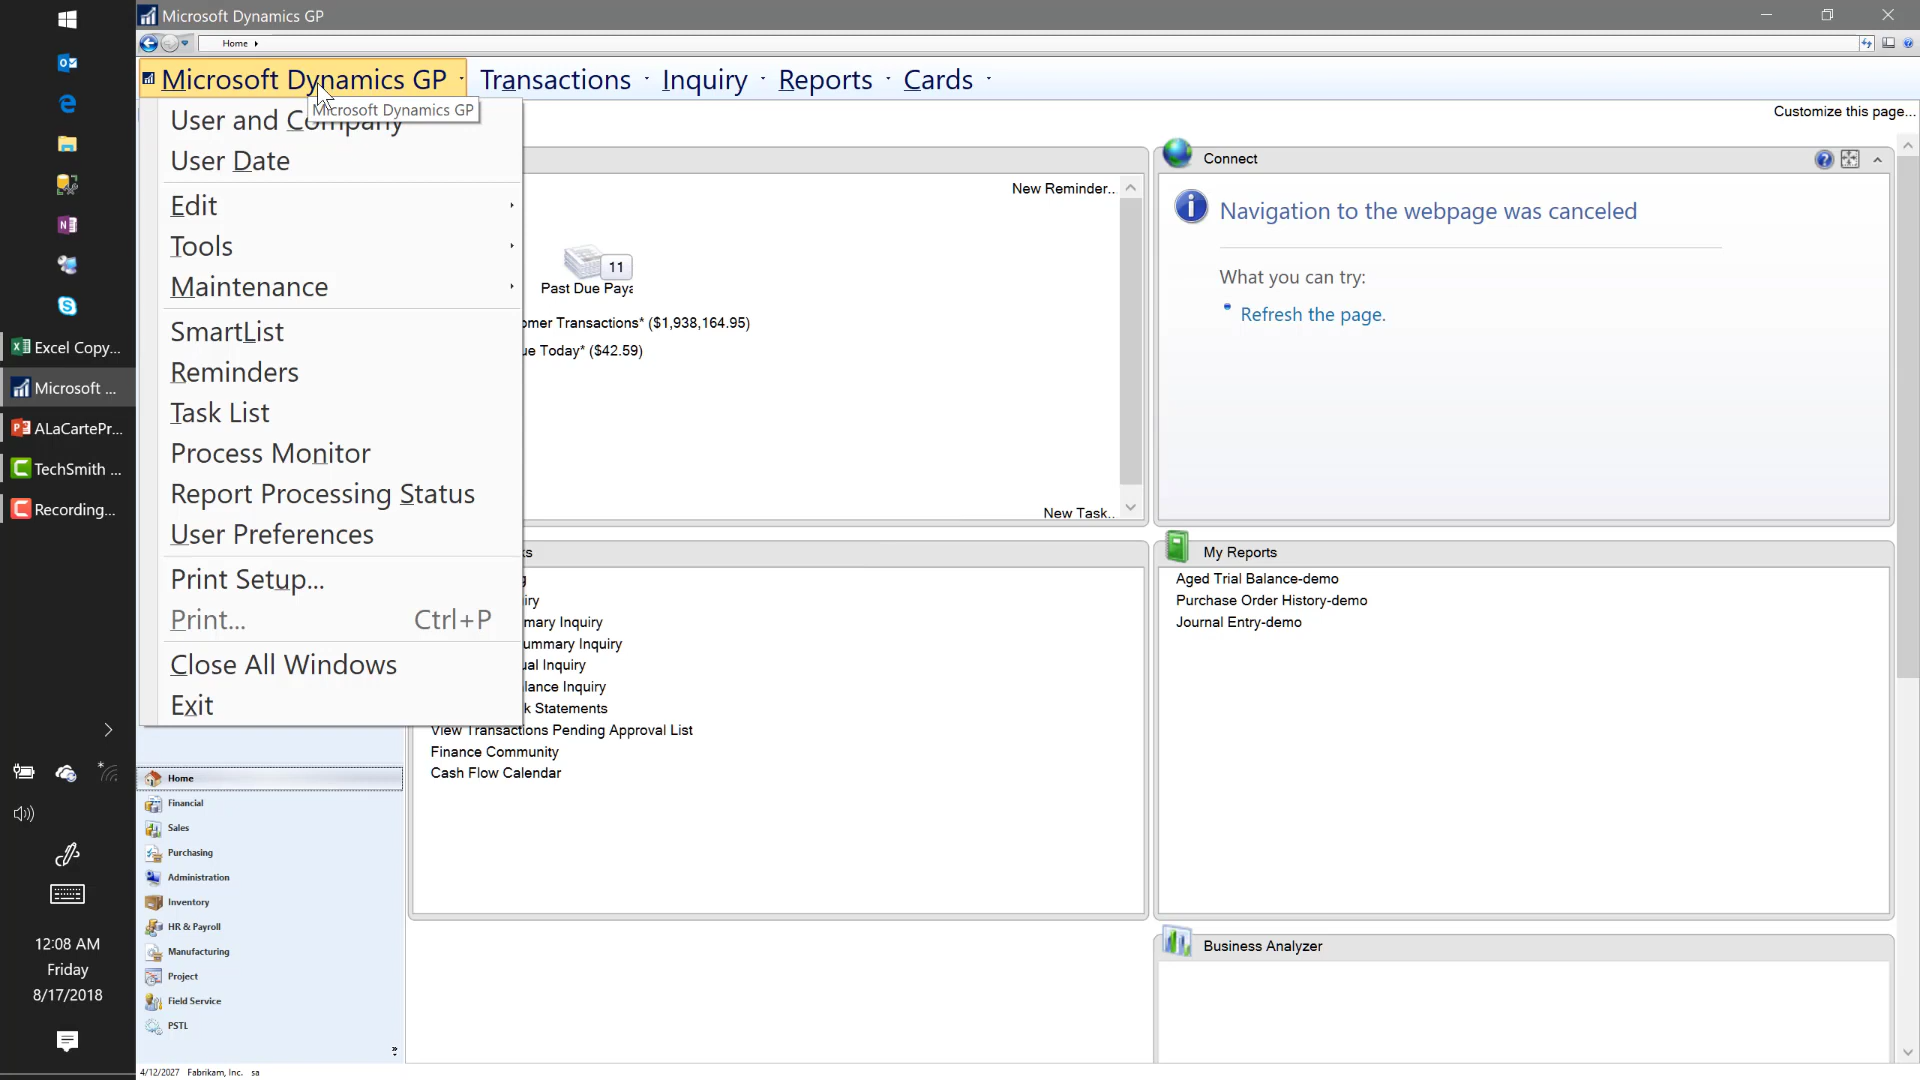 Microsoft Dynamics GP
Home
Microsoft Dynamics GP Transactions Inquiry Reports Cards
Microsoft Dynamics GP
User and Company
User Date
Edit
Tools
Maintenance
SmartList
Reminders
Task List
Process Monitor
Report Processing Status
User Preferences
Print Setup...
Print... Ctrl+P
Close All Windows
Exit
Customize this page...
New Reminder..
11
Past Due Paya
omer Transactions* ($1,938,164.95)
ue Today* ($42.59)
New Task..
Connect
Navigation to the webpage was canceled
What you can try:
Refresh the page.
ks
g
iry
mary Inquiry
ummary Inquiry
ual Inquiry
lance Inquiry
k Statements
View Transactions Pending Approval List
Finance Community
Cash Flow Calendar
My Reports
Aged Trial Balance-demo
Purchase Order History-demo
Journal Entry-demo
Business Analyzer
Home
Financial
Sales
Purchasing
Administration
Inventory
HR & Payroll
Manufacturing
Project
Field Service
PSTL
4/12/2027 Fabrikam, Inc. sa
Excel Copy...
Microsoft ...
ALaCartePr...
TechSmith ...
Recording...
12:08 AM
Friday
8/17/2018